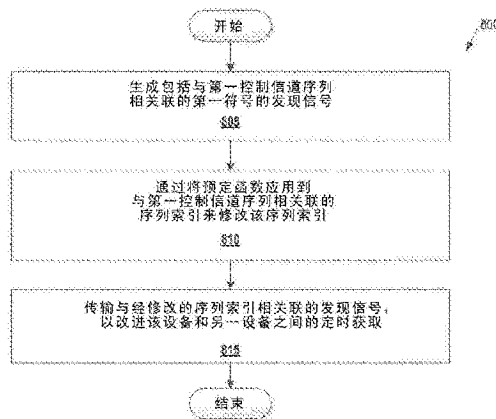 开始
800
生成包括与第一控制信道序列
相关联的第一符号的发现信号
805
通过将预定函数应用到
与第一控制信道序列相关联的
序列索引来修改该序列索引
810
传输与经修改的序列索引相关联的发现信号,
以改进该设备和另一设备之间的定时获取
815
结束